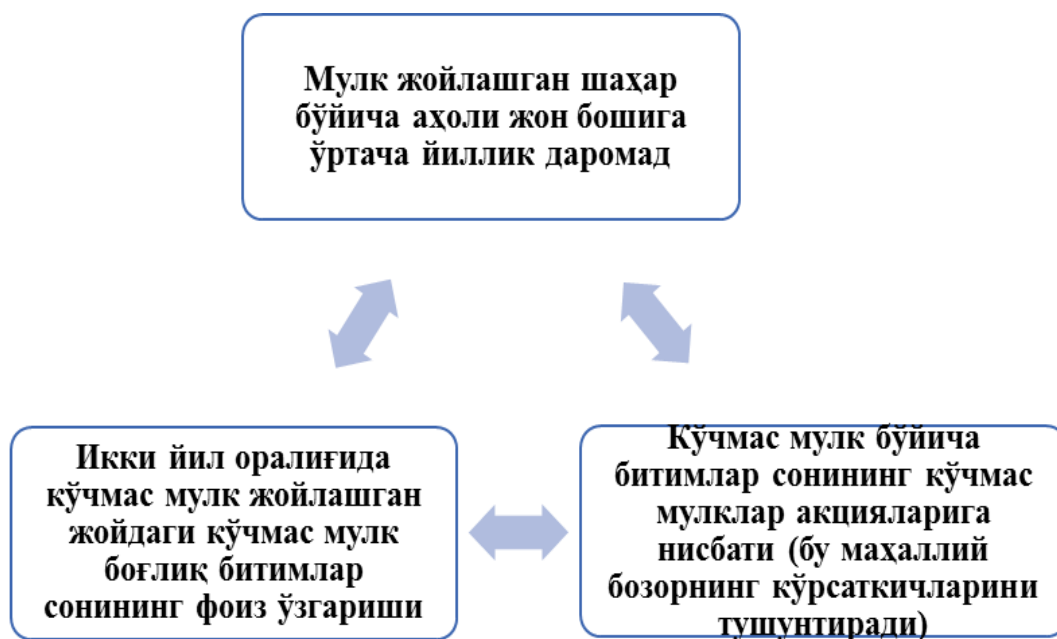 Мулк жойлашган шаҳар
бўйича аҳоли жон бошига
ўртача йиллик даромад
Икки йил оралиғида
кўчмас мулк жойлашган
жойдаги кўчмас мулк
боғлиқ битимлар
сонининг фоиз ўзгариши
Кўчмас мулк бўйича
битимлар сонининг кўчмас
мулклар акцияларига
нисбати (бу маҳаллий
бозорнинг кўрсаткичларини
тушунтиради)